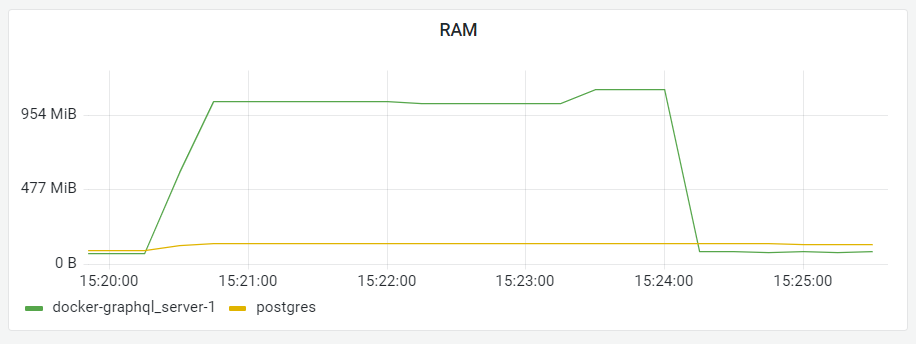 RAM
954 MiB
477 MiB
0 B
15:20:00 15:21:00 15:22:00 15:23:00 15:24:00 15:25:00
docker-graphql_server-1 postgres